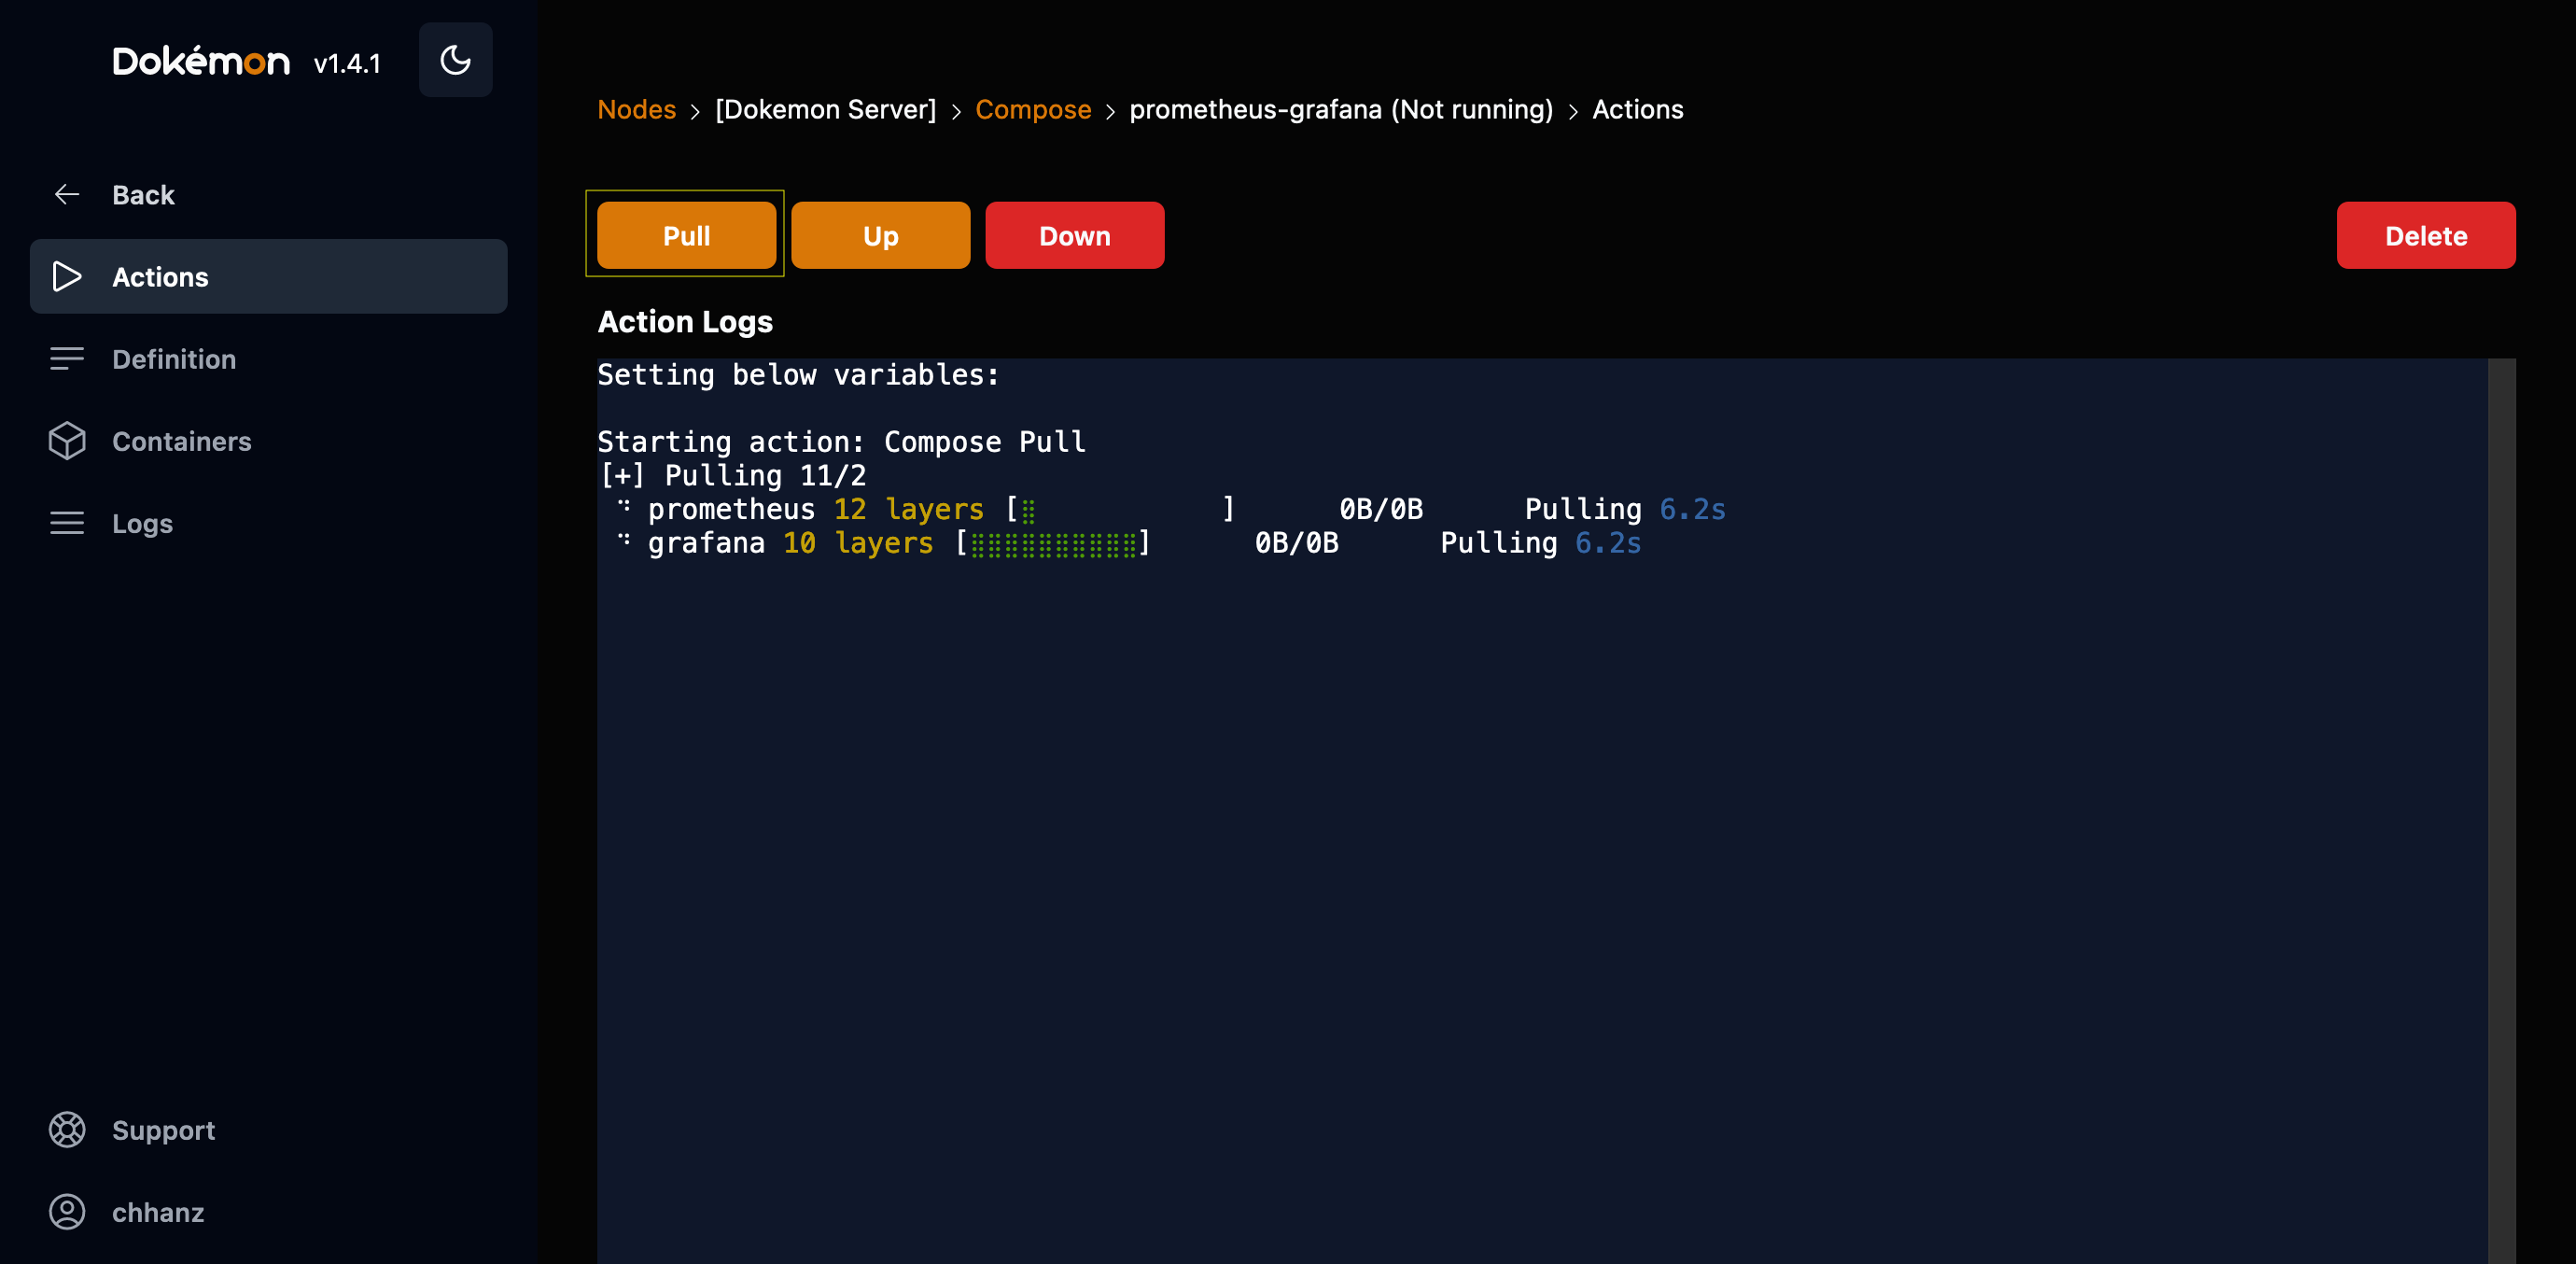 Dokémon v1.4.1
Nodes > [Dokemon Server] > Compose > prometheus-grafana (Not running) > Actions
Back
Actions
Definition
Containers
Logs
Support
chhanz
Pull Up Down Delete
Action Logs
Setting below variables:
Starting action: Compose Pull
[+] Pulling 11/2
⠙ prometheus 12 layers [⣿           ]      0B/0B      Pulling 6.2s
⠙ grafana 10 layers [⣿⣿⣿⣿⣿⣿⣿⣿⣿⣿]      0B/0B      Pulling 6.2s